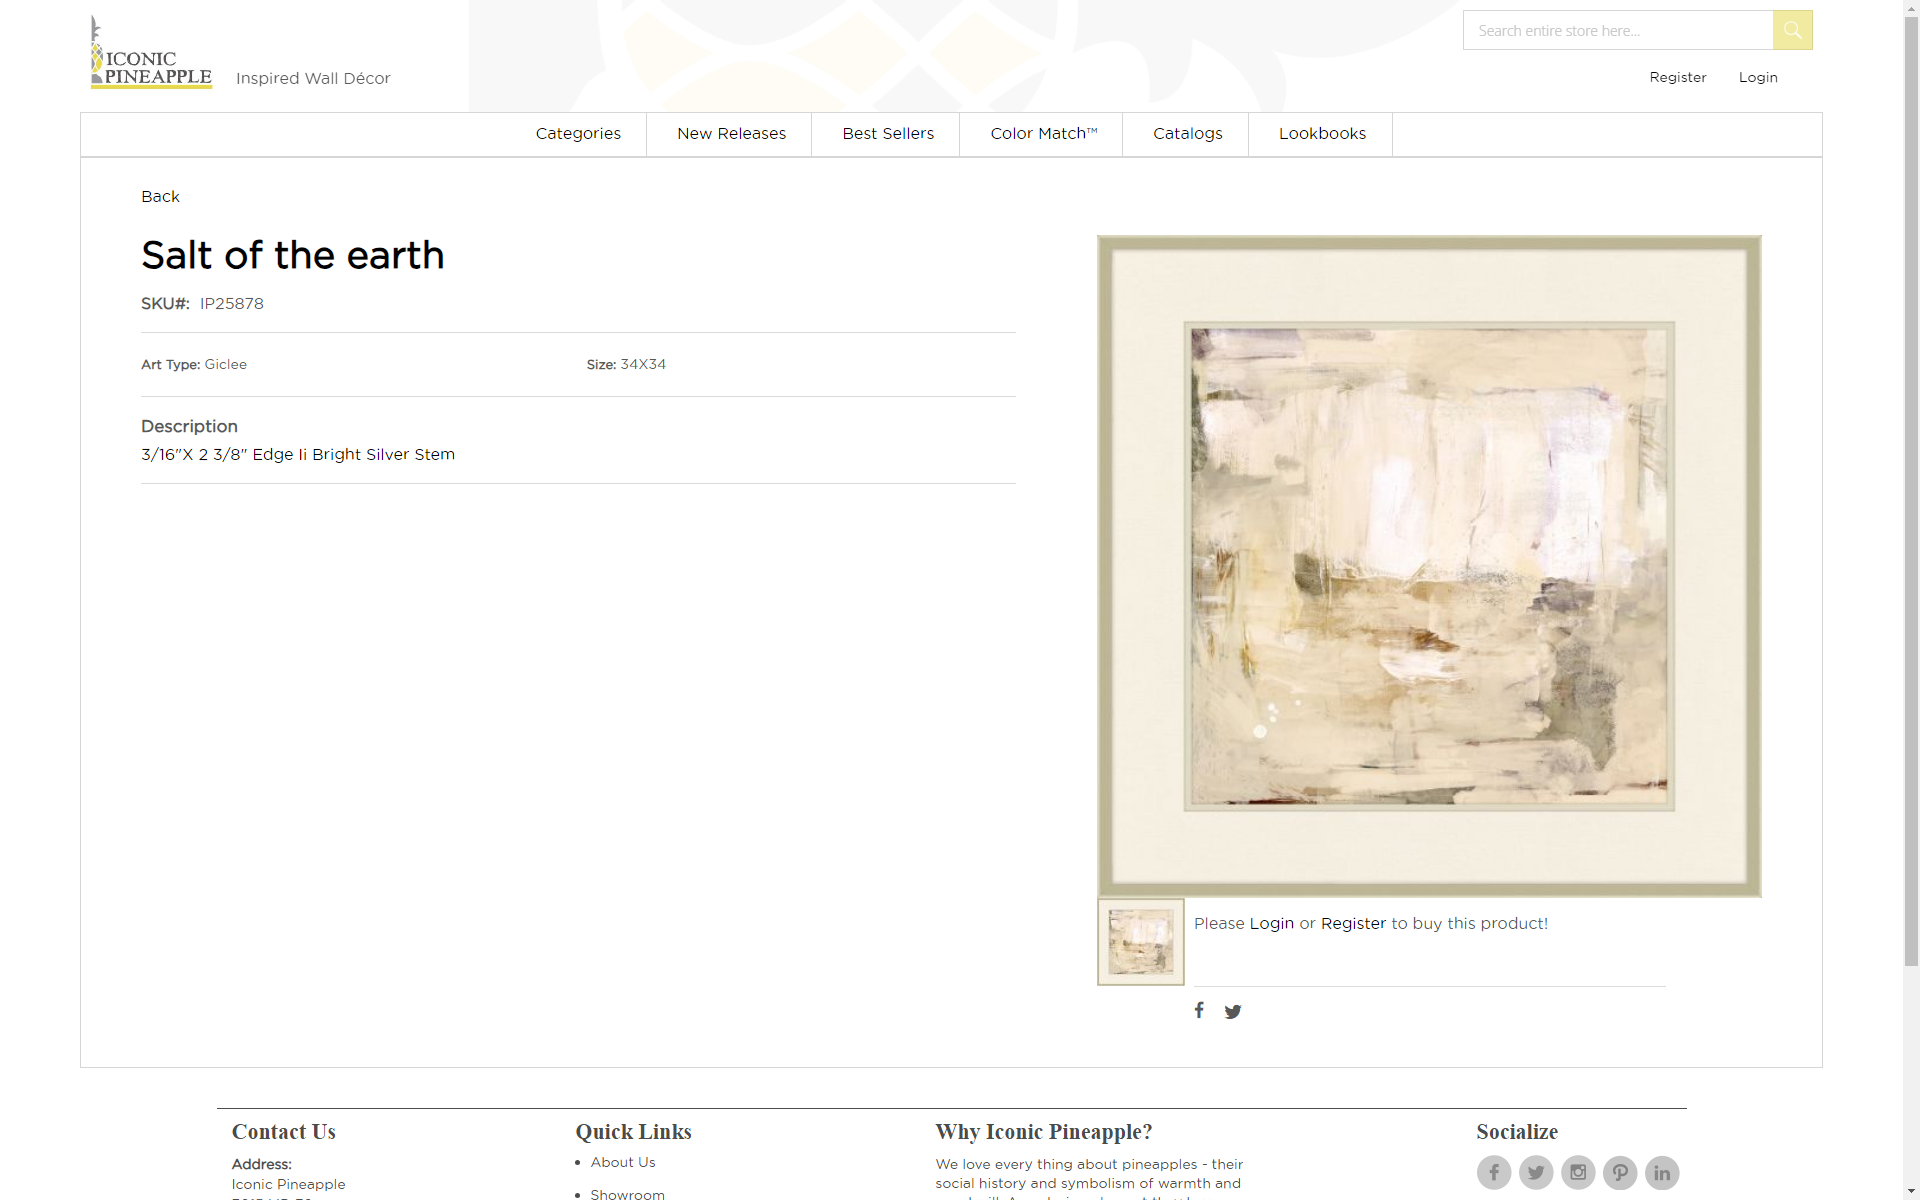 ICONIC
PINEAPPLE
Inspired Wall Décor
Search entire store here...
Register
Login
Categories
New Releases
Best Sellers
Color Match™
Catalogs
Lookbooks
Back
Salt of the earth
SKU#: IP25878
Art Type: Giclee
Size: 34X34
Description
3/16"X 2 3/8" Edge Ii Bright Silver Stem
Please Login or Register to buy this product!
Contact Us
Address:
Iconic Pineapple
Quick Links
About Us
Showroom
Why Iconic Pineapple?
We love every thing about pineapples - their
social history and symbolism of warmth and
Socialize